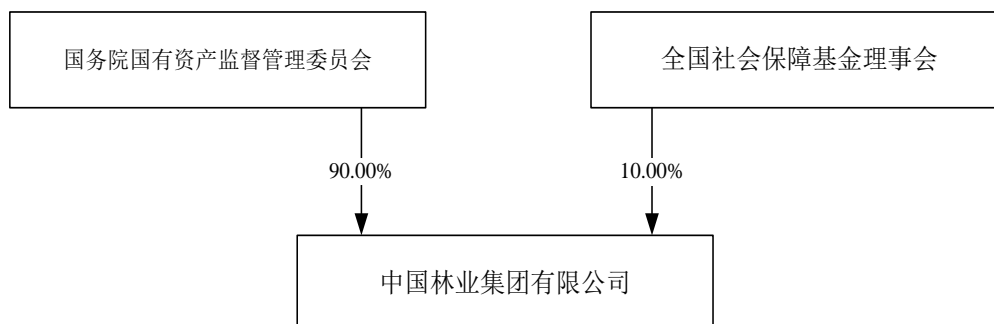 国务院国有资产监督管理委员会
全国社会保障基金理事会
90.00%
10.00%
中国林业集团有限公司